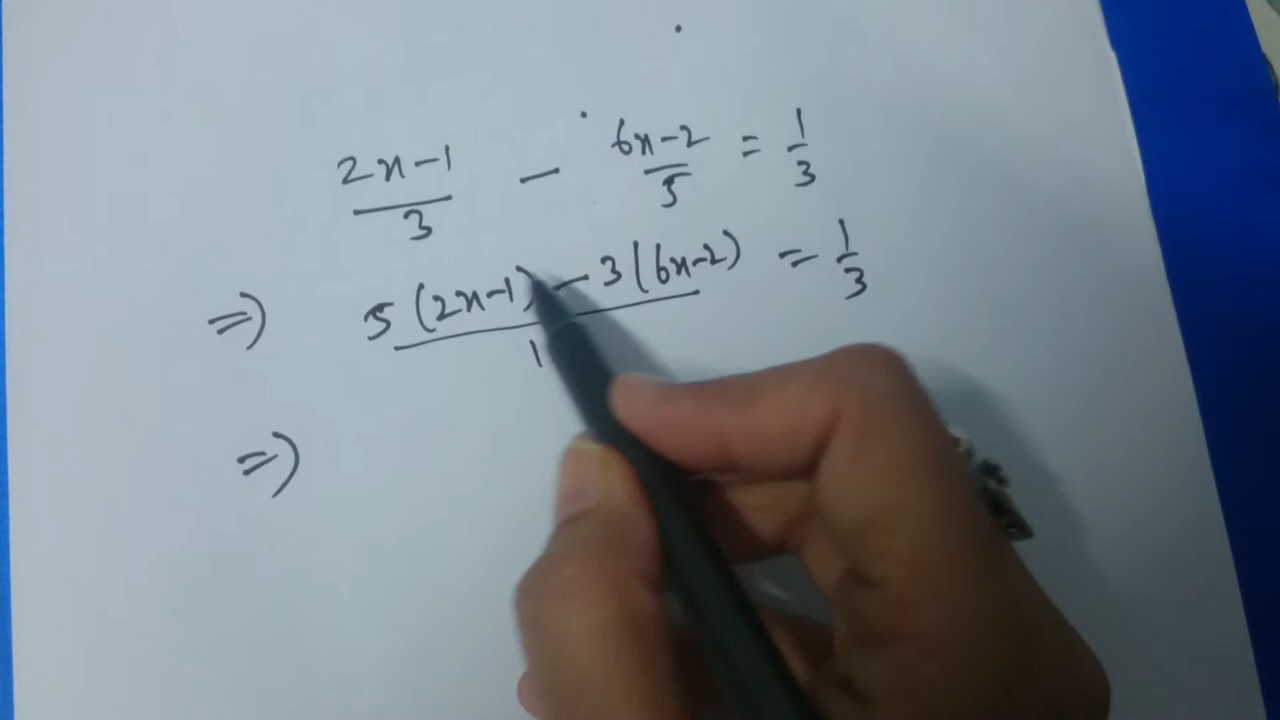 (2x-1)/3 - (6x-2)/5 = 1/3
=> (5(2x-1) - 3(6x-2))/1 = 1/3
=>